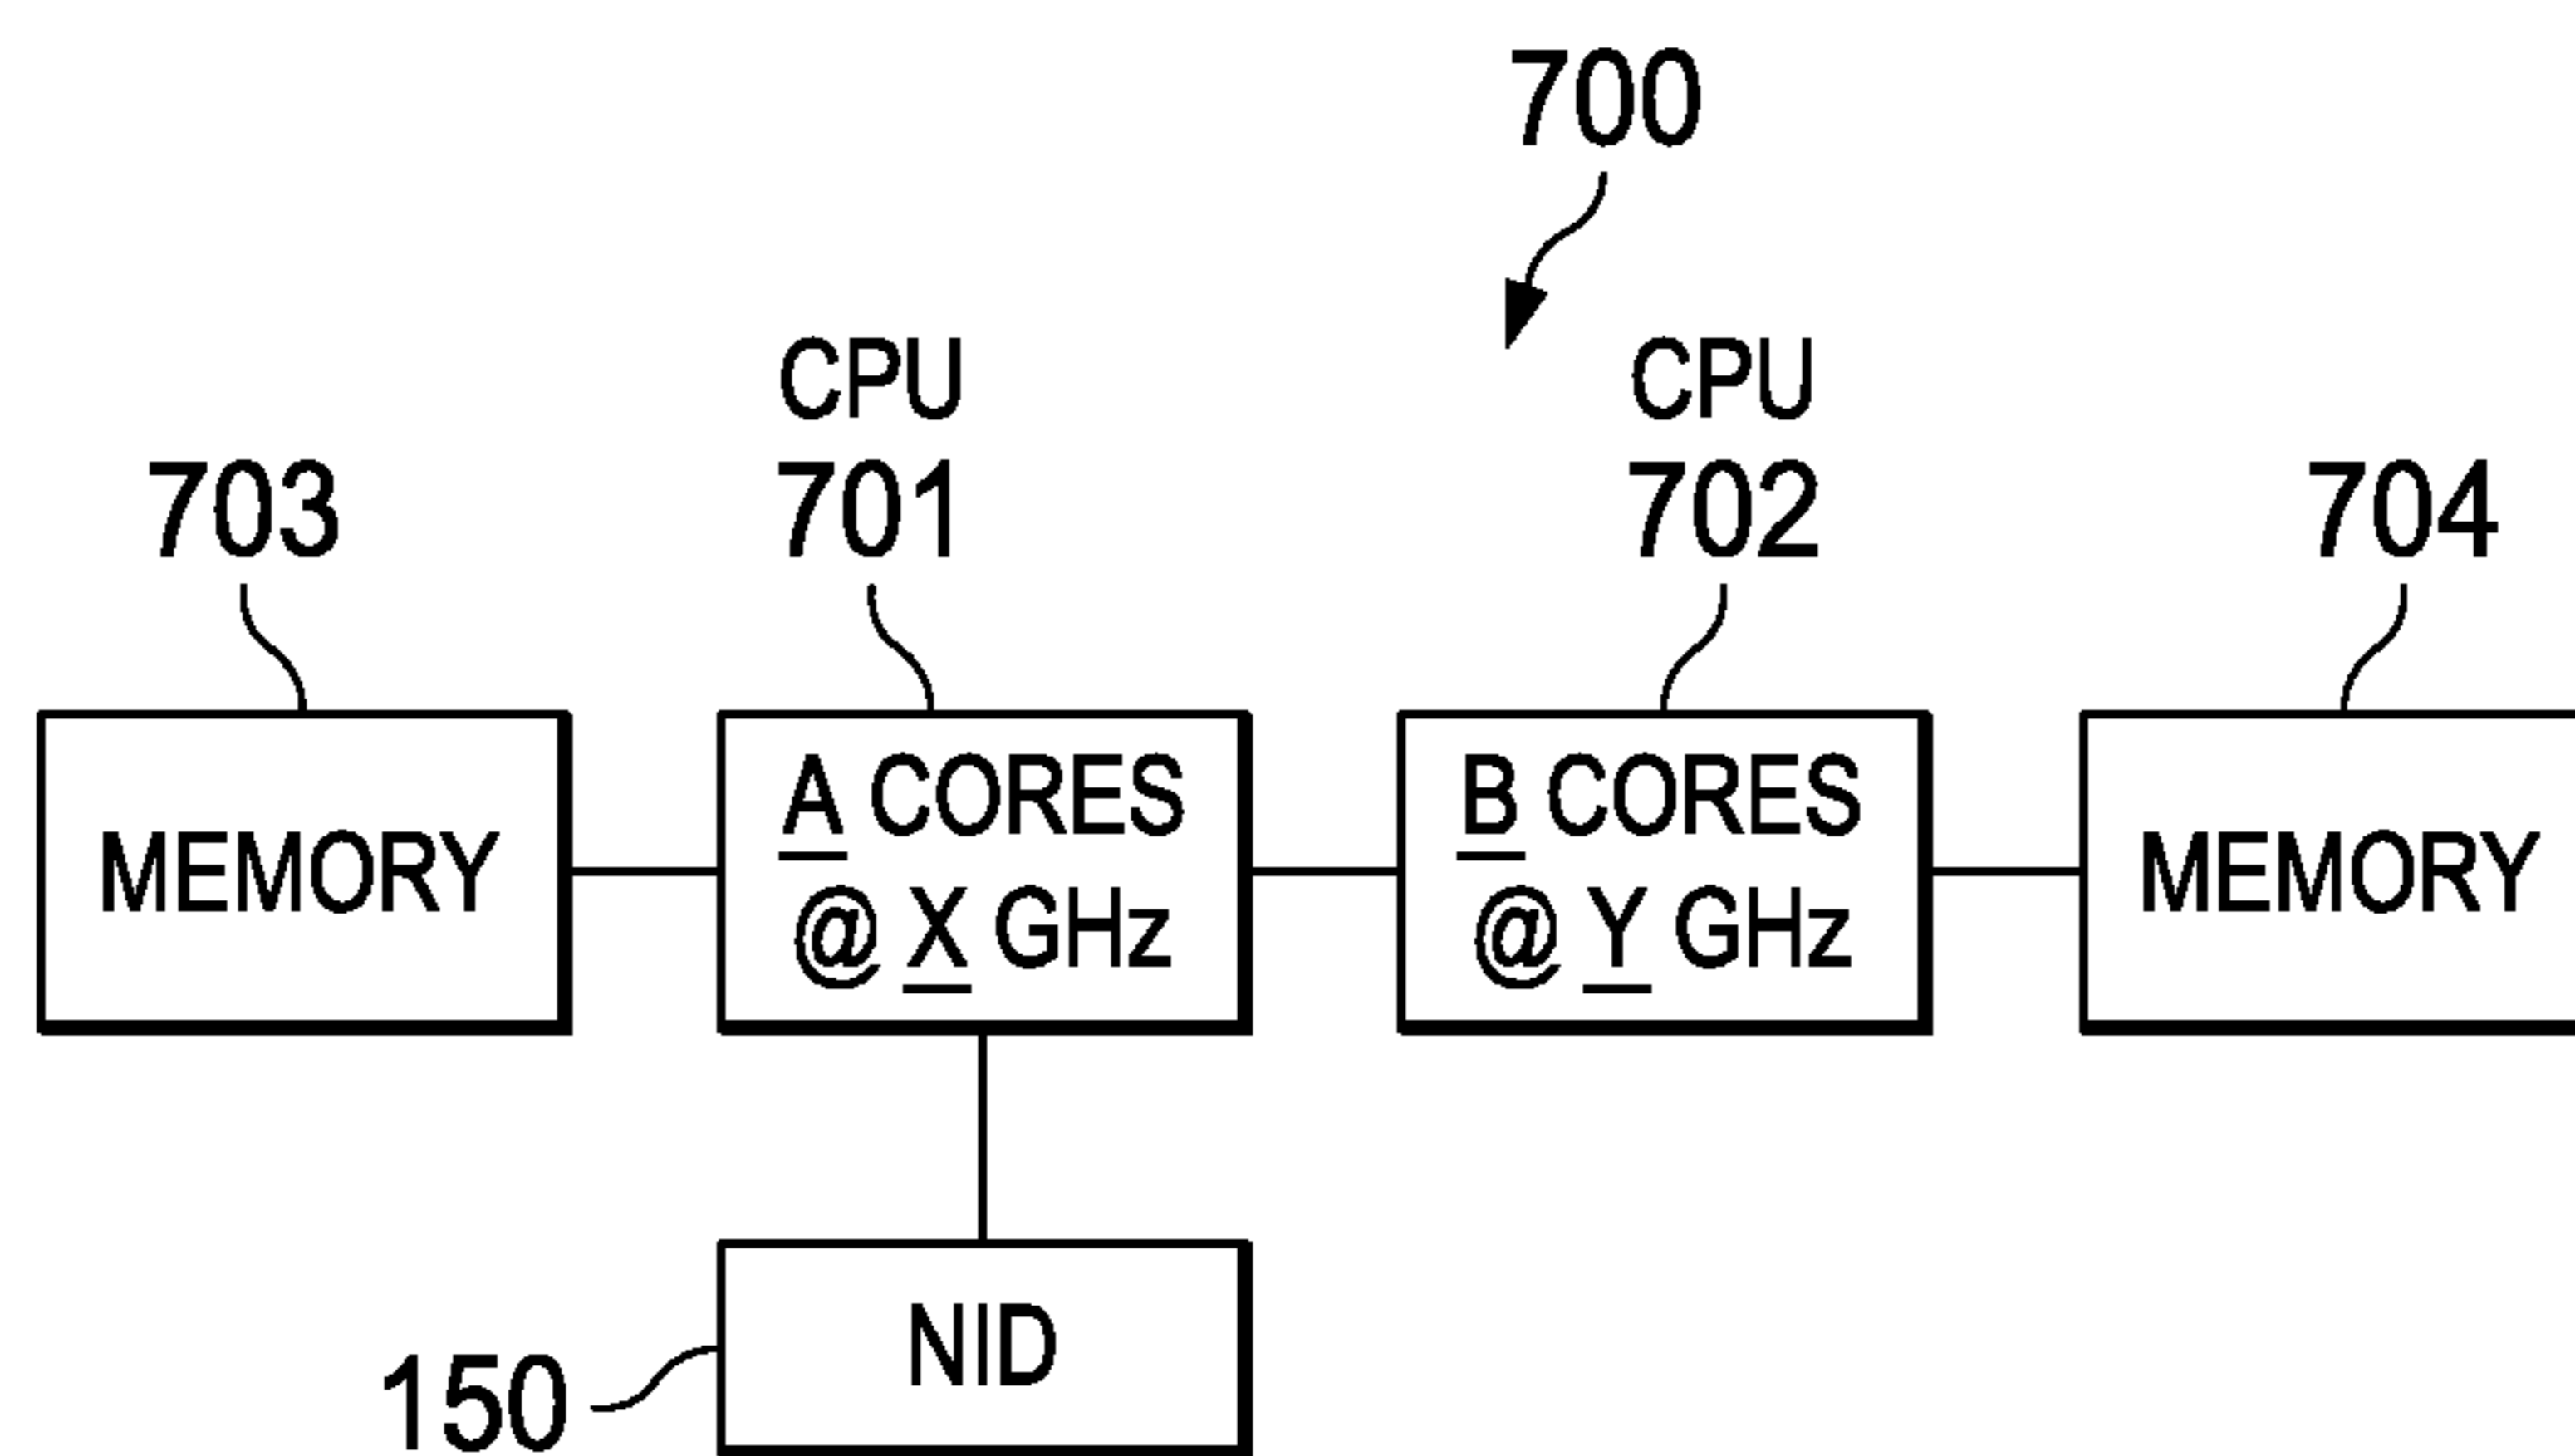 700
CPU
CPU
703
701
702
704
MEMORY
A CORES
@ X GHz
B CORES
@ Y GHz
MEMORY
NID
150